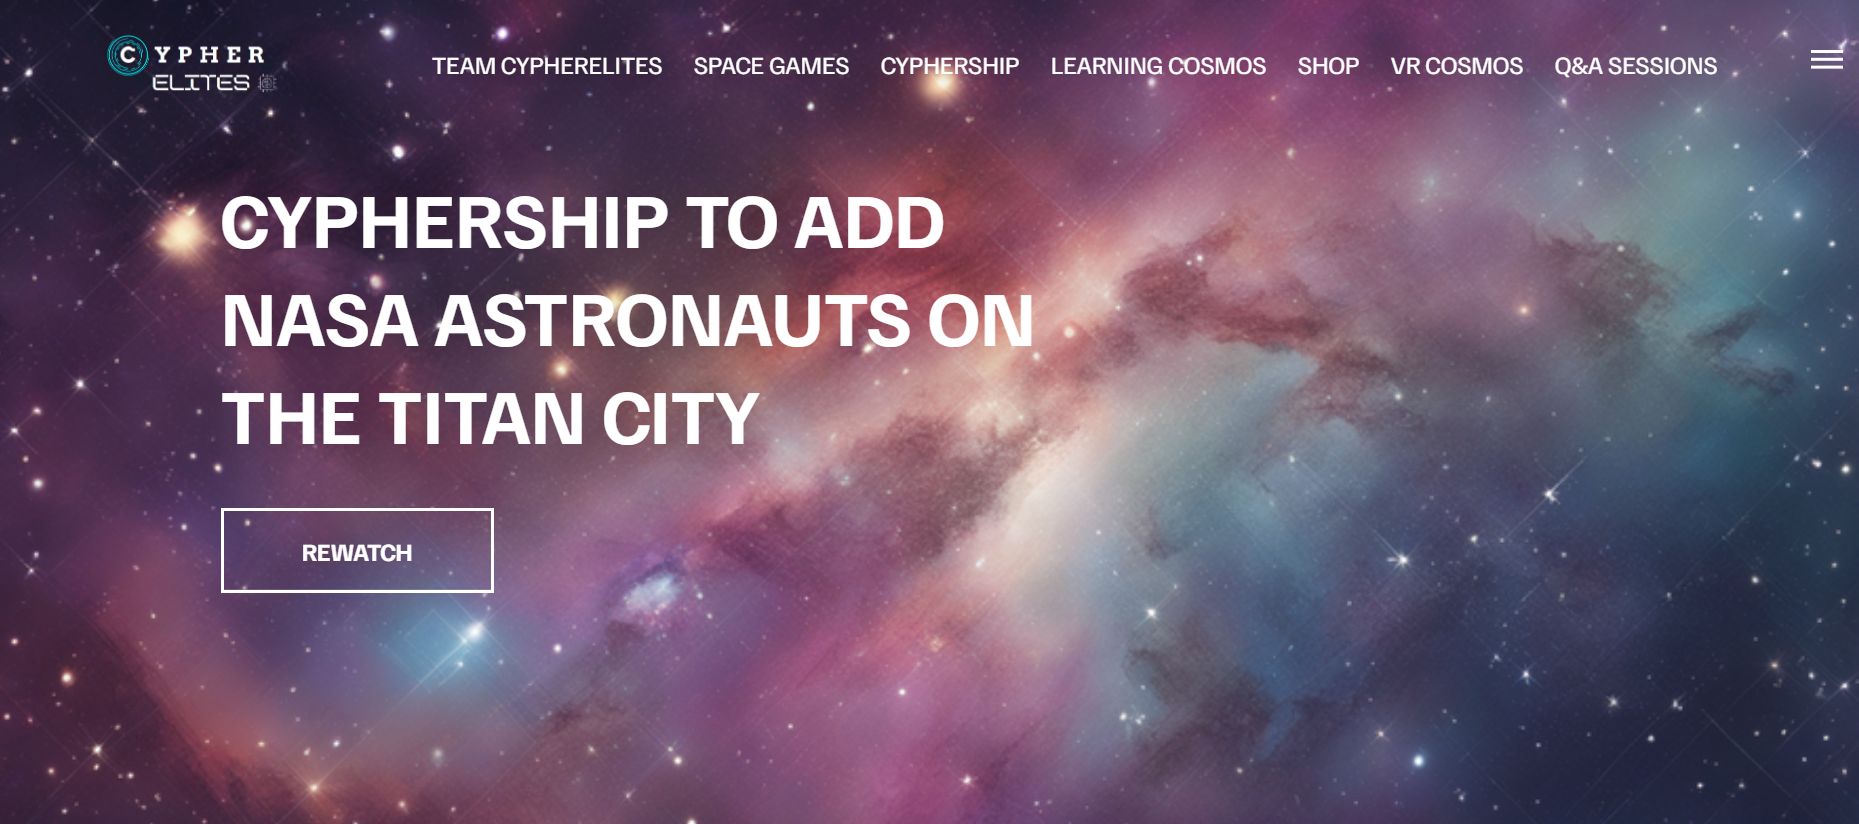 CYPHER
ELITES
TEAM CYPHERELITES SPACE GAMES CYPHERSHIP LEARNING COSMOS SHOP VR COSMOS Q&A SESSIONS
CYPHERSHIP TO ADD
NASA ASTRONAUTS ON
THE TITAN CITY
REWATCH